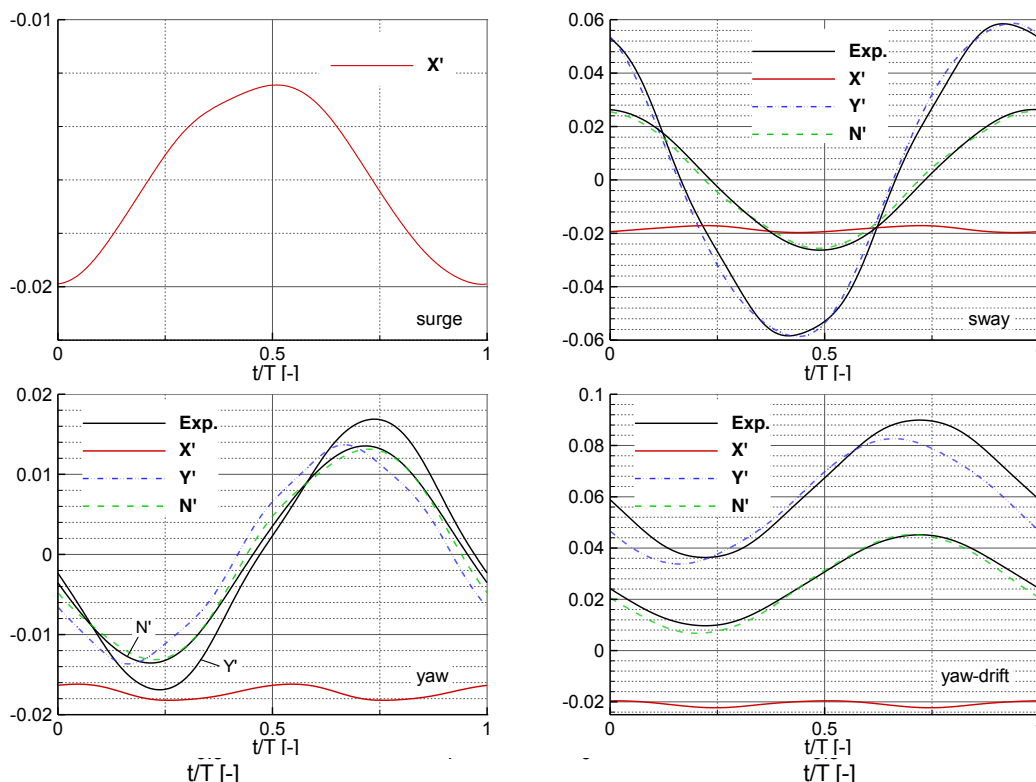 -0.01
X'
-0.02
surge
0
0.5
1
t/T [-]
0.06
Exp.
0.04
X'
Y'
0.02
N'
0
-0.02
-0.04
sway
-0.06
0
0.5
t/T [-]
0.02
Exp.
X'
0.01
Y'
N'
0
-0.01
N'
Y'
yaw
-0.02
0
0.5
1
t/T [-]
t/T [-]
0.1
Exp.
0.08
X'
Y'
0.06
N'
0.04
0.02
0
-0.02
yaw-drift
0
0.5
t/T [-]
t/T [-]